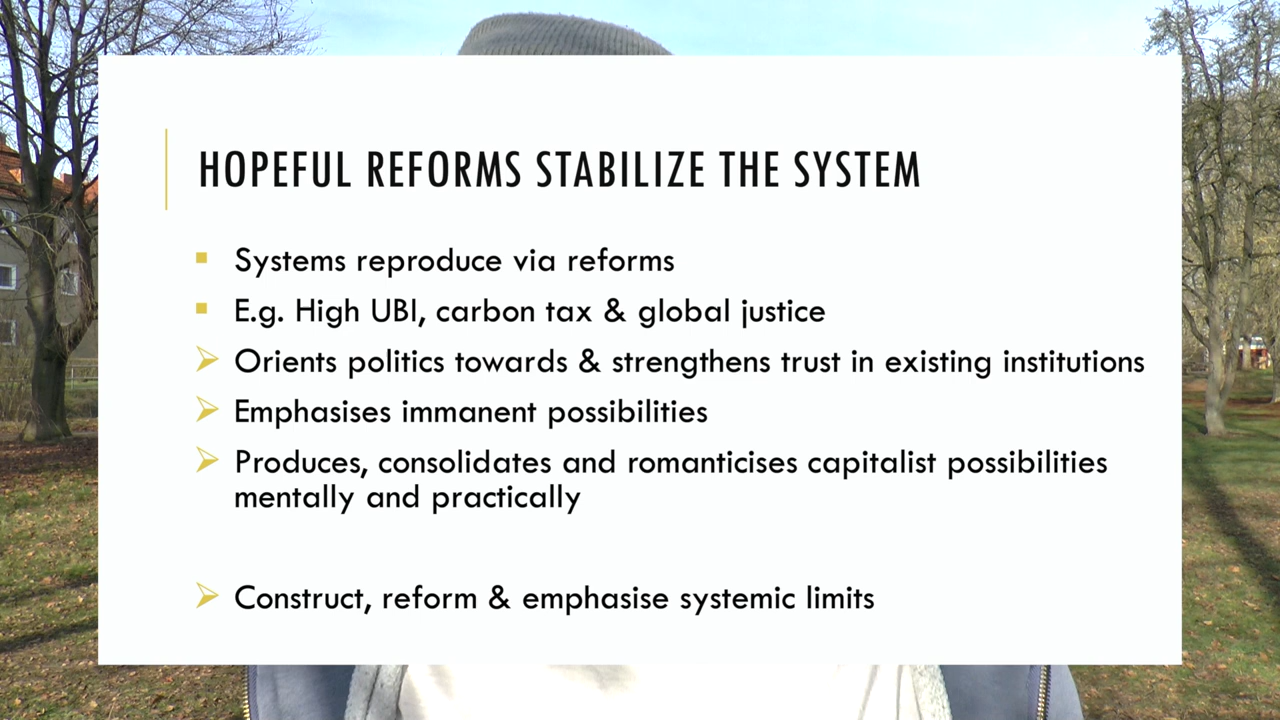 HOPEFUL REFORMS STABILIZE THE SYSTEM
Systems reproduce via reforms
E.g. High UBI, carbon tax & global justice
Orients politics towards & strengthens trust in existing institutions
Emphasises immanent possibilities
Produces, consolidates and romanticises capitalist possibilities
mentally and practically
Construct, reform & emphasise systemic limits